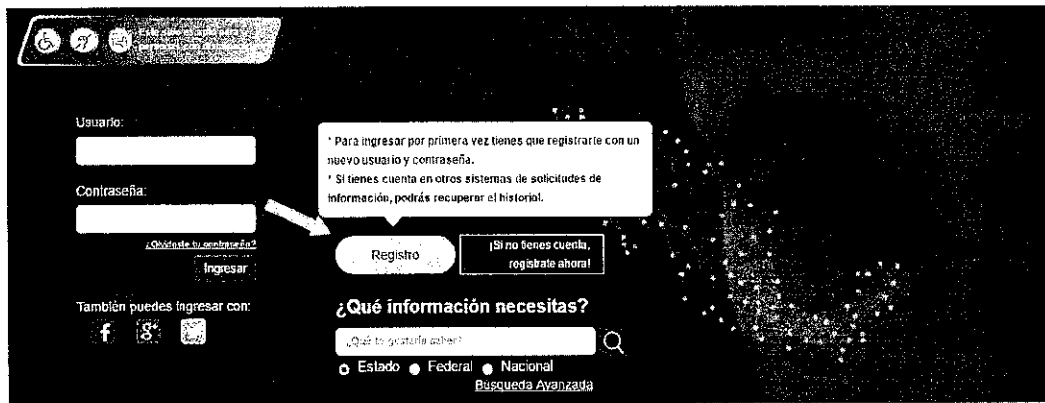 Usuario:
Contraseña:
¿Olvidaste tu contraseña?
Ingresar
También puedes ingresar con:
f g+
* Para ingresar por primera vez tienes que registrarte con un
nuevo usuario y contraseña.
* Si tienes cuenta en otros sistemas de solicitudes de
información, podrás recuperar el historial.
Registro
¡Si no tienes cuenta,
regístrate ahora!
¿Qué información necesitas?
¿Qué te gustaría saber?
Estado Federal Nacional
Búsqueda Avanzada